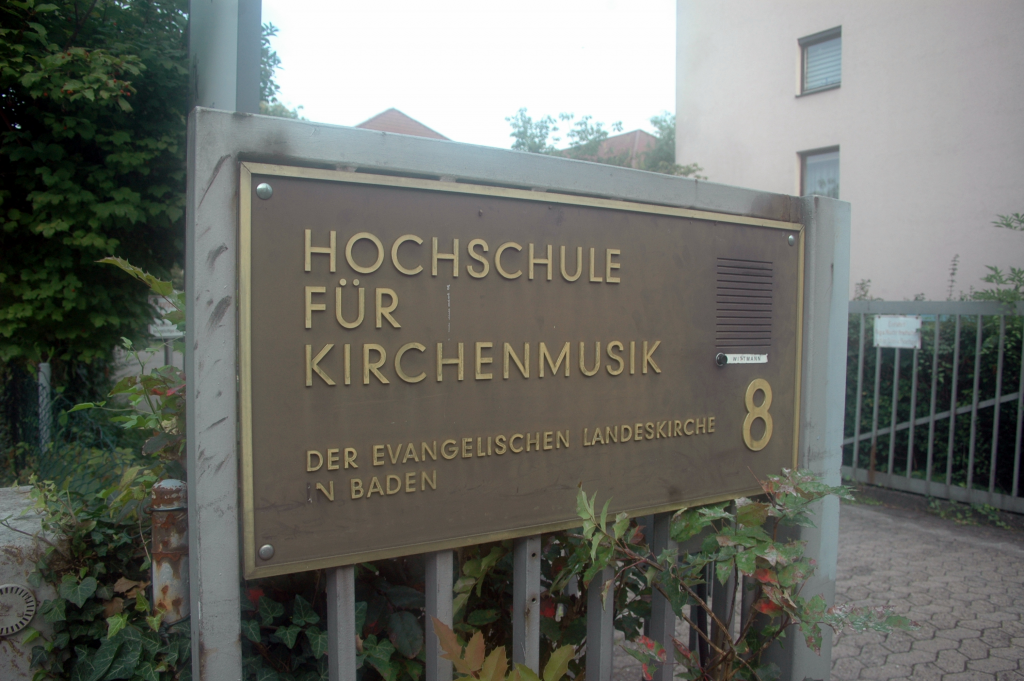 HOCHSCHULE
FÜR
KIRCHENMUSIK
8
DER EVANGELISCHEN LANDESKIRCHE
IN BADEN